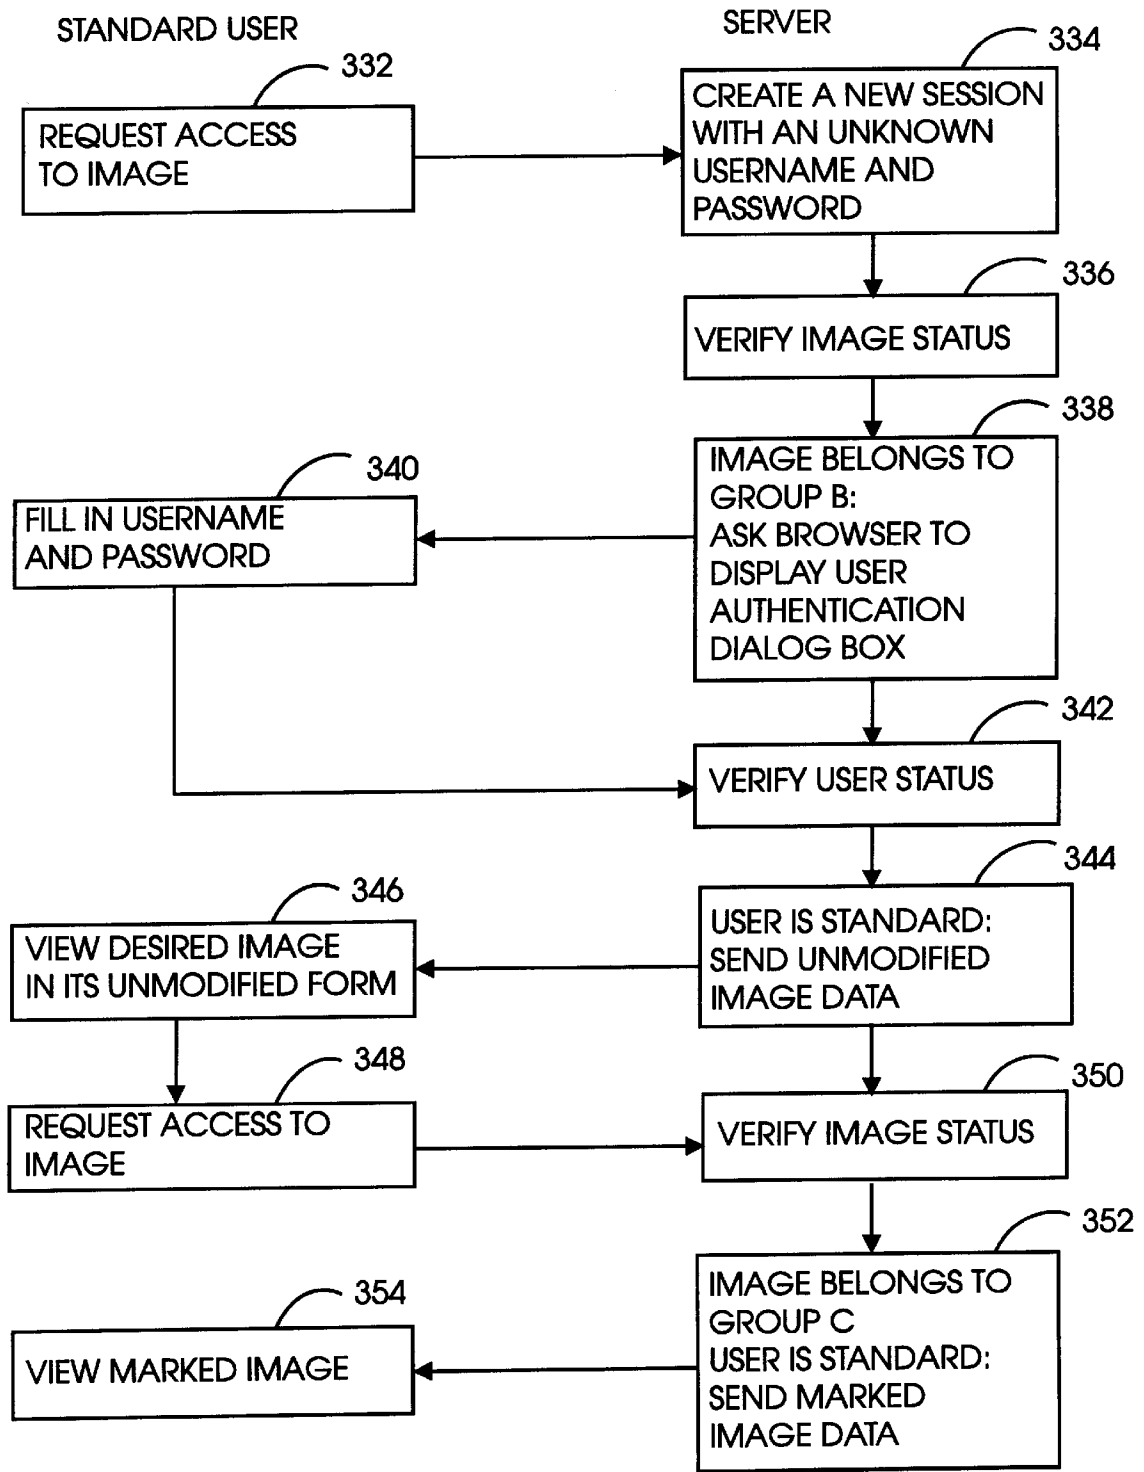 STANDARD USER
SERVER
332
334
REQUEST ACCESS
TO IMAGE
CREATE A NEW SESSION
WITH AN UNKNOWN
USERNAME AND
PASSWORD
336
VERIFY IMAGE STATUS
338
IMAGE BELONGS TO
GROUP B:
ASK BROWSER TO
DISPLAY USER
AUTHENTICATION
DIALOG BOX
340
FILL IN USERNAME
AND PASSWORD
342
VERIFY USER STATUS
344
USER IS STANDARD:
SEND UNMODIFIED
IMAGE DATA
346
VIEW DESIRED IMAGE
IN ITS UNMODIFIED FORM
348
REQUEST ACCESS TO
IMAGE
350
VERIFY IMAGE STATUS
352
IMAGE BELONGS TO
GROUP C
USER IS STANDARD:
SEND MARKED
IMAGE DATA
354
VIEW MARKED IMAGE